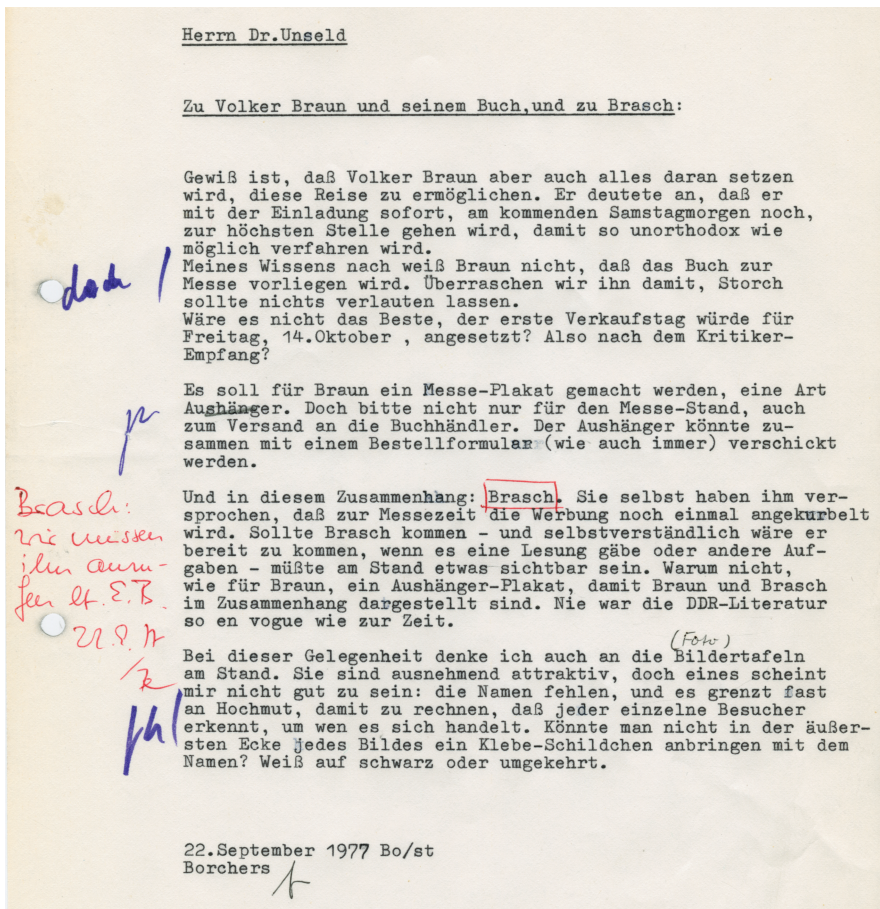 Herrn Dr.Unseld
Zu Volker Braun und seinem Buch,und zu Brasch:
Gewiß ist, daß Volker Braun aber auch alles daran setzen
wird, diese Reise zu ermöglichen. Er deutete an, daß er
mit der Einladung sofort, am kommenden Samstagmorgen noch,
zur höchsten Stelle gehen wird, damit so unorthodox wie
möglich verfahren wird.
doch
Meines Wissens nach weiß Braun nicht, daß das Buch zur
Messe vorliegen wird. Überraschen wir ihn damit, Storch
sollte nichts verlauten lassen.
Wäre es nicht das Beste, der erste Verkaufstag würde für
Freitag, 14.Oktober , angesetzt? Also nach dem Kritiker-
Empfang?
Es soll für Braun ein Messe-Plakat gemacht werden, eine Art
Aushänger. Doch bitte nicht nur für den Messe-Stand, auch
zum Versand an die Buchhändler. Der Aushänger könnte zu-
sammen mit einem Bestellformular (wie auch immer) verschickt
werden.
Und in diesem Zusammenhang: Brasch. Sie selbst haben ihm ver-
sprochen, daß zur Messezeit die Werbung noch einmal angekurbelt
wird. Sollte Brasch kommen - und selbstverständlich wäre er
bereit zu kommen, wenn es eine Lesung gäbe oder andere Auf-
gaben - müßte am Stand etwas sichtbar sein. Warum nicht,
wie für Braun, ein Aushänger-Plakat, damit Braun und Brasch
im Zusammenhang dargestellt sind. Nie war die DDR-Literatur
so en vogue wie zur Zeit.
Brasch:
wir müssen
ihn
lt. E.B.
(Foto)
Bei dieser Gelegenheit denke ich auch an die Bildertafeln
am Stand. Sie sind ausnehmend attraktiv, doch eines scheint
mir nicht gut zu sein: die Namen fehlen, und es grenzt fast
an Hochmut, damit zu rechnen, daß jeder einzelne Besucher
erkennt, um wen es sich handelt. Könnte man nicht in der äußer-
sten Ecke jedes Bildes ein Klebe-Schildchen anbringen mit dem
Namen? Weiß auf schwarz oder umgekehrt.
22.September 1977 Bo/st
Borchers